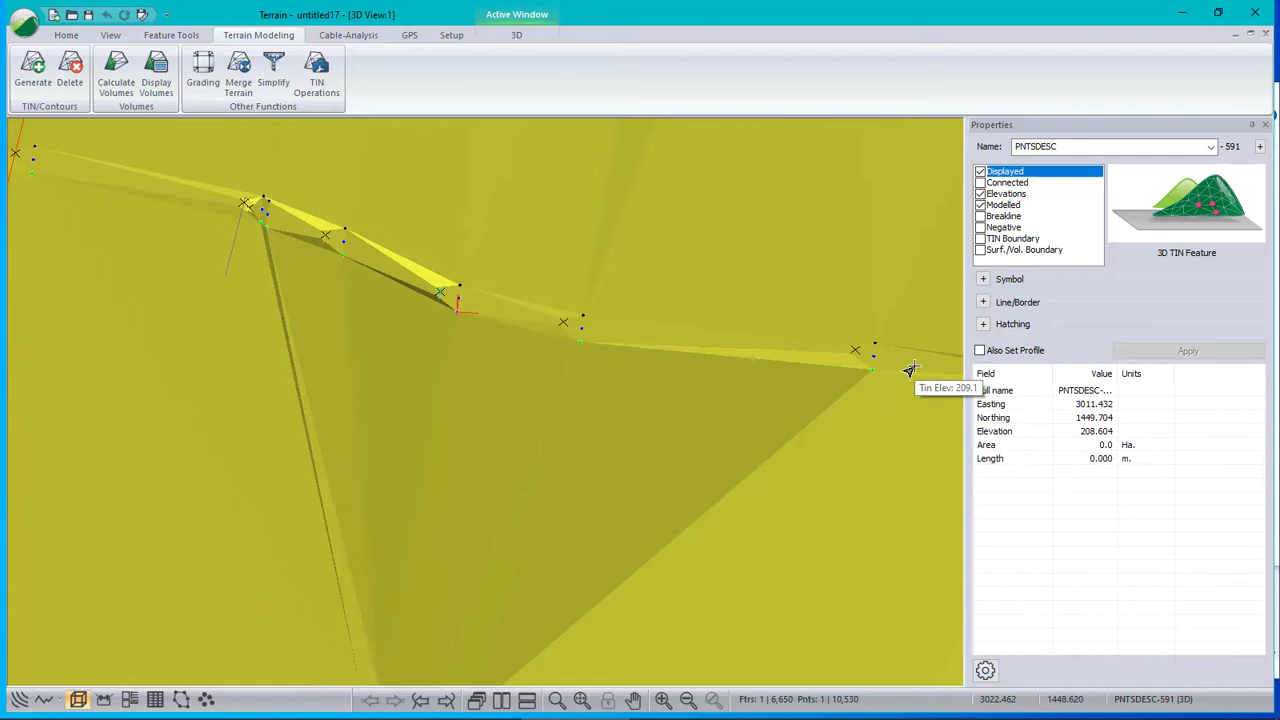 Terrain - untitled17 - [3D View:1]
Active Window
Home View Feature Tools Terrain Modeling Cable-Analysis GPS Setup 3D
Generate Delete Calculate Volumes Display Volumes Grading Merge Terrain Simplify TIN Operations
TIN/Contours Volumes Other Functions
Properties
Name: PNTSDESC - 591
Displayed
Connected
Elevations
Modelled
Breakline
Negative
TIN Boundary
Surf./Vol. Boundary
3D TIN Feature
Symbol
Line/Border
Hatching
Also Set Profile Apply
Field Value Units
ull name PNTSDESC-...
Easting 3011.432
Northing 1449.704
Elevation 208.604
Area 0.0 Ha.
Length 0.000 m.
Tin Elev: 209.1
Ftrs: 1 | 6,650 Pnts: 1 | 10,530 3022.462 1448.620 PNTSDESC-591 (3D)